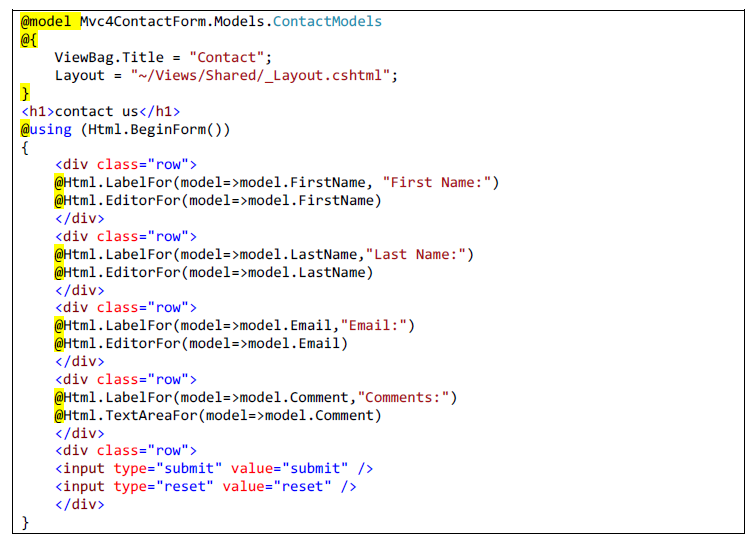 @model Mvc4ContactForm.Models.ContactModels
@{
    ViewBag.Title = "Contact";
    Layout = "~/Views/Shared/_Layout.cshtml";
}
<h1>contact us</h1>
@using (Html.BeginForm())
{
    <div class="row">
    @Html.LabelFor(model=>model.FirstName, "First Name:")
    @Html.EditorFor(model=>model.FirstName)
    </div>
    <div class="row">
    @Html.LabelFor(model=>model.LastName,"Last Name:")
    @Html.EditorFor(model=>model.LastName)
    </div>
    <div class="row">
    @Html.LabelFor(model=>model.Email,"Email:")
    @Html.EditorFor(model=>model.Email)
    </div>
    <div class="row">
    @Html.LabelFor(model=>model.Comment,"Comments:")
    @Html.TextAreaFor(model=>model.Comment)
    </div>
    <div class="row">
    <input type="submit" value="submit" />
    <input type="reset" value="reset" />
    </div>
}